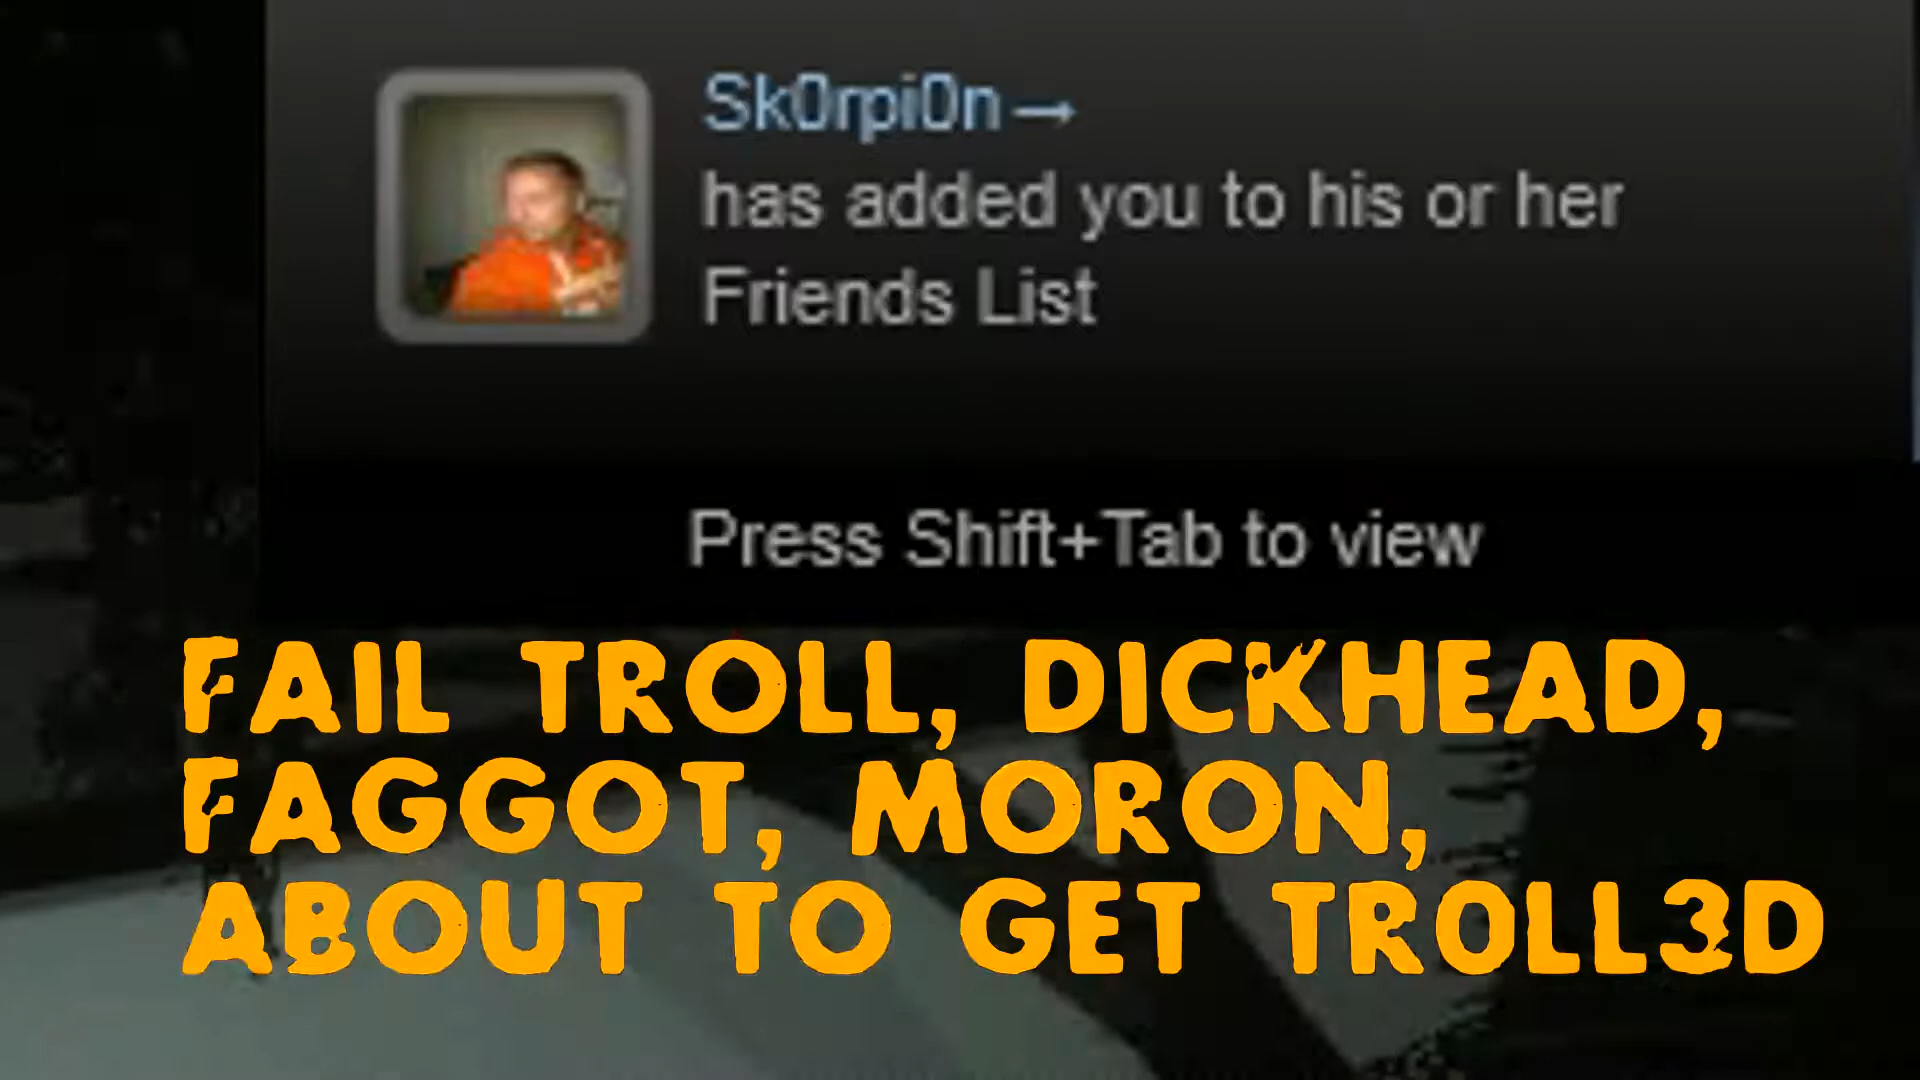 Sk0rpi0n→
has added you to his or her
Friends List
Press Shift+Tab to view
FAIL TROLL, DICKHEAD,
FAGGOT, MORON,
ABOUT TO GET TROLL3D